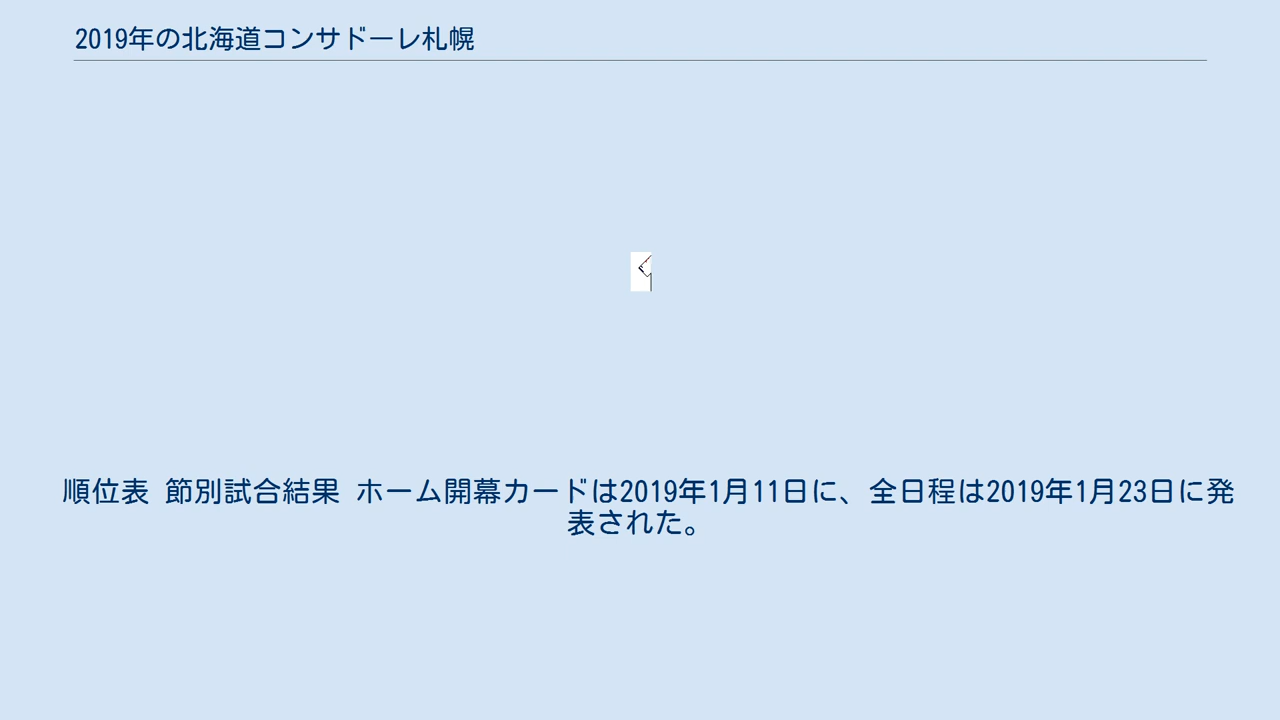 2019年の北海道コンサドーレ札幌
順位表 節別試合結果 ホーム開幕カードは2019年1月11日に、全日程は2019年1月23日に発
表された。